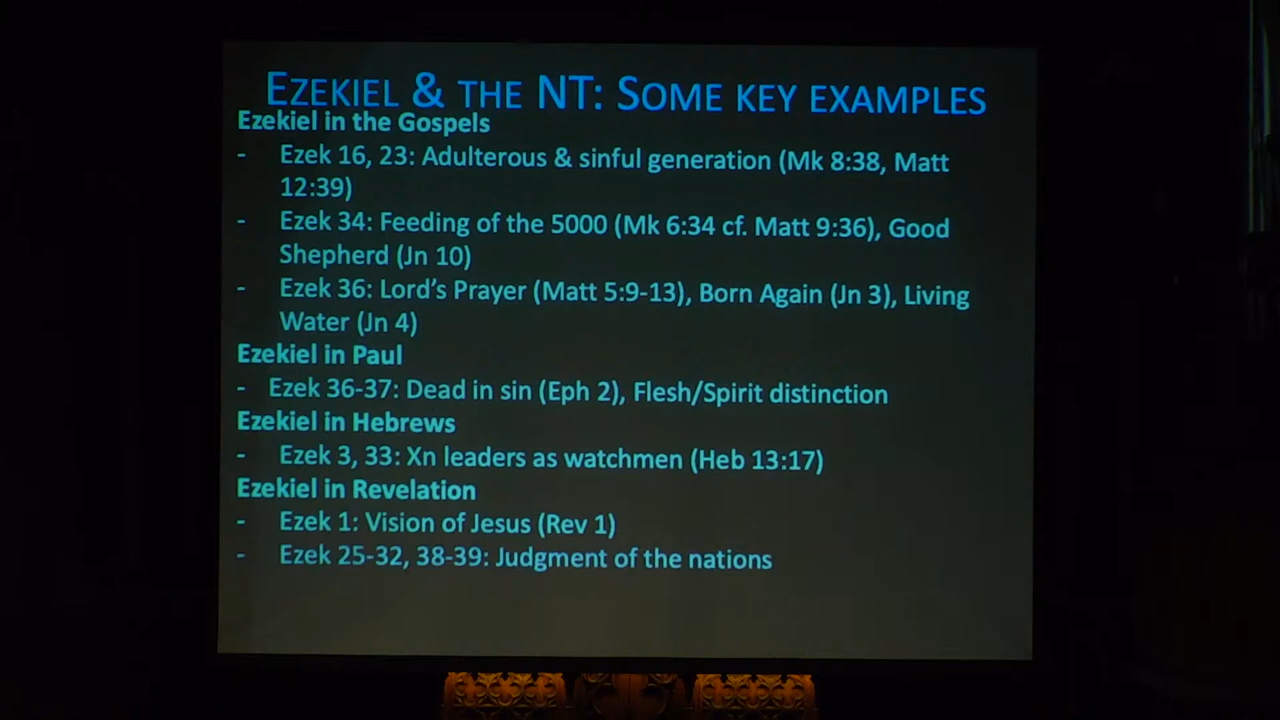 EZEKIEL & THE NT: SOME KEY EXAMPLES
Ezekiel in the Gospels
- Ezek 16, 23: Adulterous & sinful generation (Mk 8:38, Matt
12:39)
- Ezek 34: Feeding of the 5000 (Mk 6:34 cf. Matt 9:36), Good
Shepherd (Jn 10)
- Ezek 36: Lord’s Prayer (Matt 5:9-13), Born Again (Jn 3), Living
Water (Jn 4)
Ezekiel in Paul
- Ezek 36-37: Dead in sin (Eph 2), Flesh/Spirit distinction
Ezekiel in Hebrews
- Ezek 3, 33: Xn leaders as watchmen (Heb 13:17)
Ezekiel in Revelation
- Ezek 1: Vision of Jesus (Rev 1)
- Ezek 25-32, 38-39: Judgment of the nations